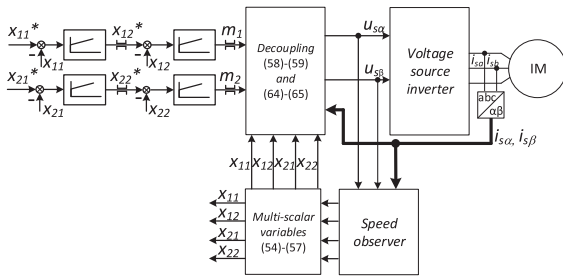 x11* x12* m1
x11 x12
x21* x22* m2
x21 x22
Decoupling
(58)-(59)
and
(64)-(65)
usα
usβ
Voltage
source
inverter
isa isb
IM
abc
αβ
isα, isβ
x11 x12 x21 x22
x11
x12
x21
x22
Multi-scalar
variables
(54)-(57)
Speed
observer